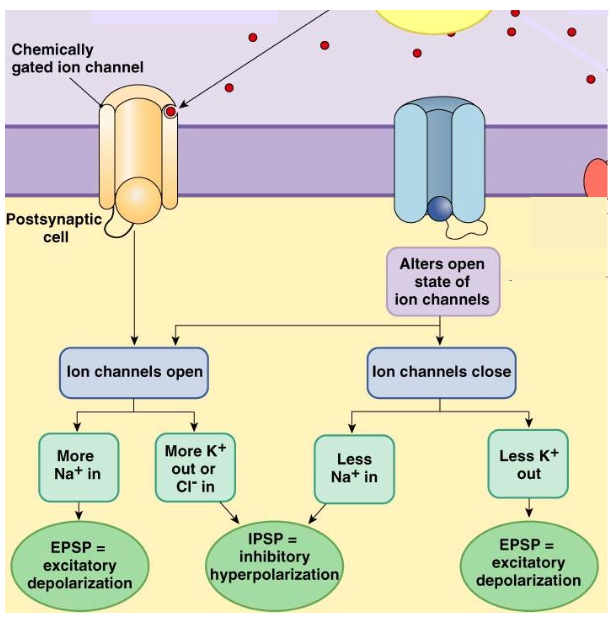 Chemically
gated ion channel
Postsynaptic
cell
Alters open
state of
ion channels
Ion channels open
Ion channels close
More
Na⁺ in
More K⁺
out or
Cl⁻ in
Less
Na⁺ in
Less K⁺
out
EPSP =
excitatory
depolarization
IPSP =
inhibitory
hyperpolarization
EPSP =
excitatory
depolarization